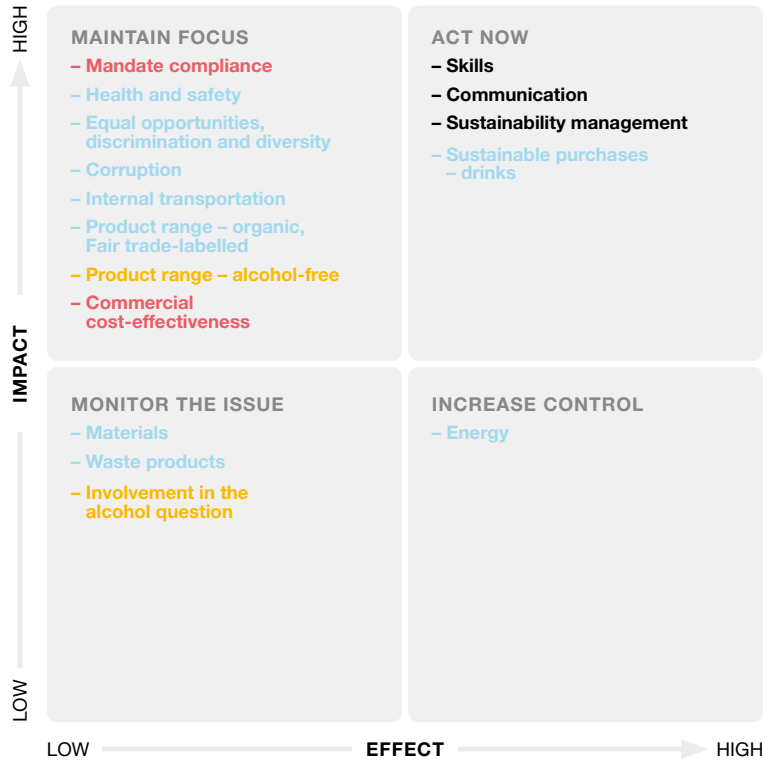 HIGH
IMPACT
LOW
MAINTAIN FOCUS
– Mandate compliance
– Health and safety
– Equal opportunities,
discrimination and diversity
– Corruption
– Internal transportation
– Product range – organic,
Fair trade-labelled
– Product range – alcohol-free
– Commercial
cost-effectiveness
ACT NOW
– Skills
– Communication
– Sustainability management
– Sustainable purchases
– drinks
MONITOR THE ISSUE
– Materials
– Waste products
– Involvement in the
alcohol question
INCREASE CONTROL
– Energy
LOW EFFECT HIGH